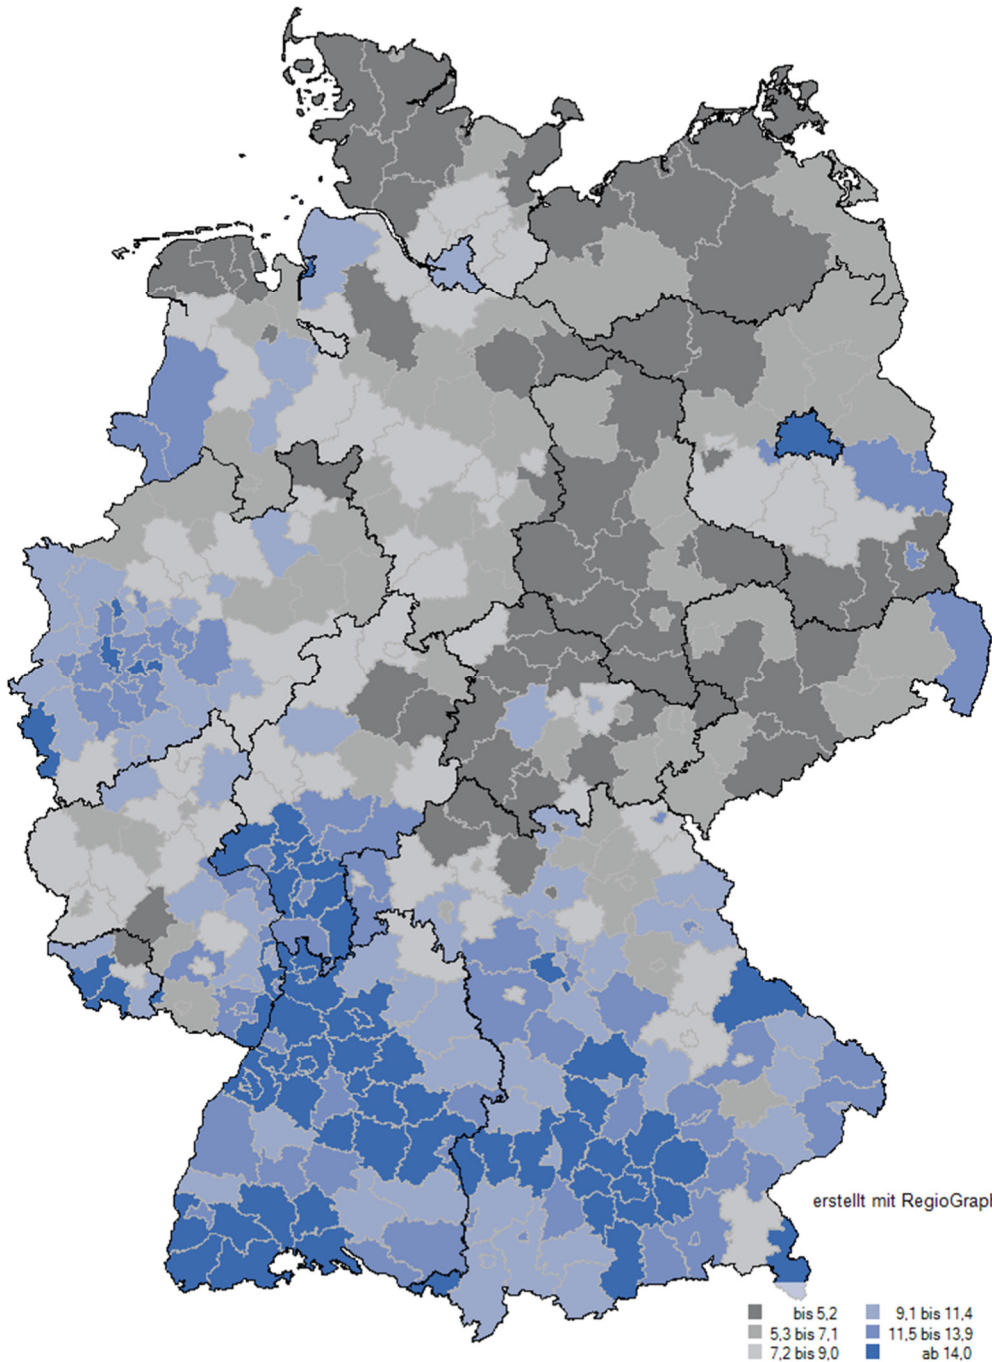 erstellt mit RegioGrapl
bis 5,2
5,3 bis 7,1
7,2 bis 9,0
9,1 bis 11,4
11,5 bis 13,9
ab 14,0